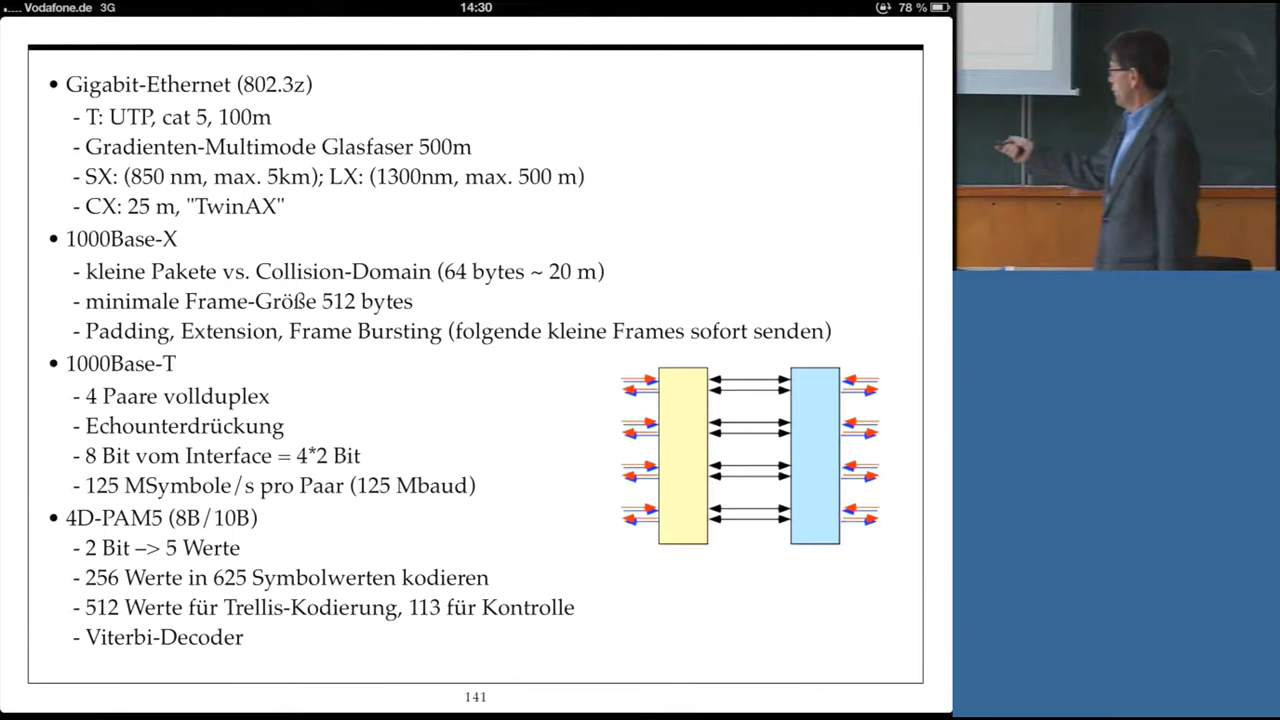 Vodafone.de 3G 14:30 78 %
• Gigabit-Ethernet (802.3z)
- T: UTP, cat 5, 100m
- Gradienten-Multimode Glasfaser 500m
- SX: (850 nm, max. 5km); LX: (1300nm, max. 500 m)
- CX: 25 m, "TwinAX"
• 1000Base-X
- kleine Pakete vs. Collision-Domain (64 bytes ~ 20 m)
- minimale Frame-Größe 512 bytes
- Padding, Extension, Frame Bursting (folgende kleine Frames sofort senden)
• 1000Base-T
- 4 Paare vollduplex
- Echounterdrückung
- 8 Bit vom Interface = 4*2 Bit
- 125 MSymbole/s pro Paar (125 Mbaud)
• 4D-PAM5 (8B/10B)
- 2 Bit –> 5 Werte
- 256 Werte in 625 Symbolwerten kodieren
- 512 Werte für Trellis-Kodierung, 113 für Kontrolle
- Viterbi-Decoder
141